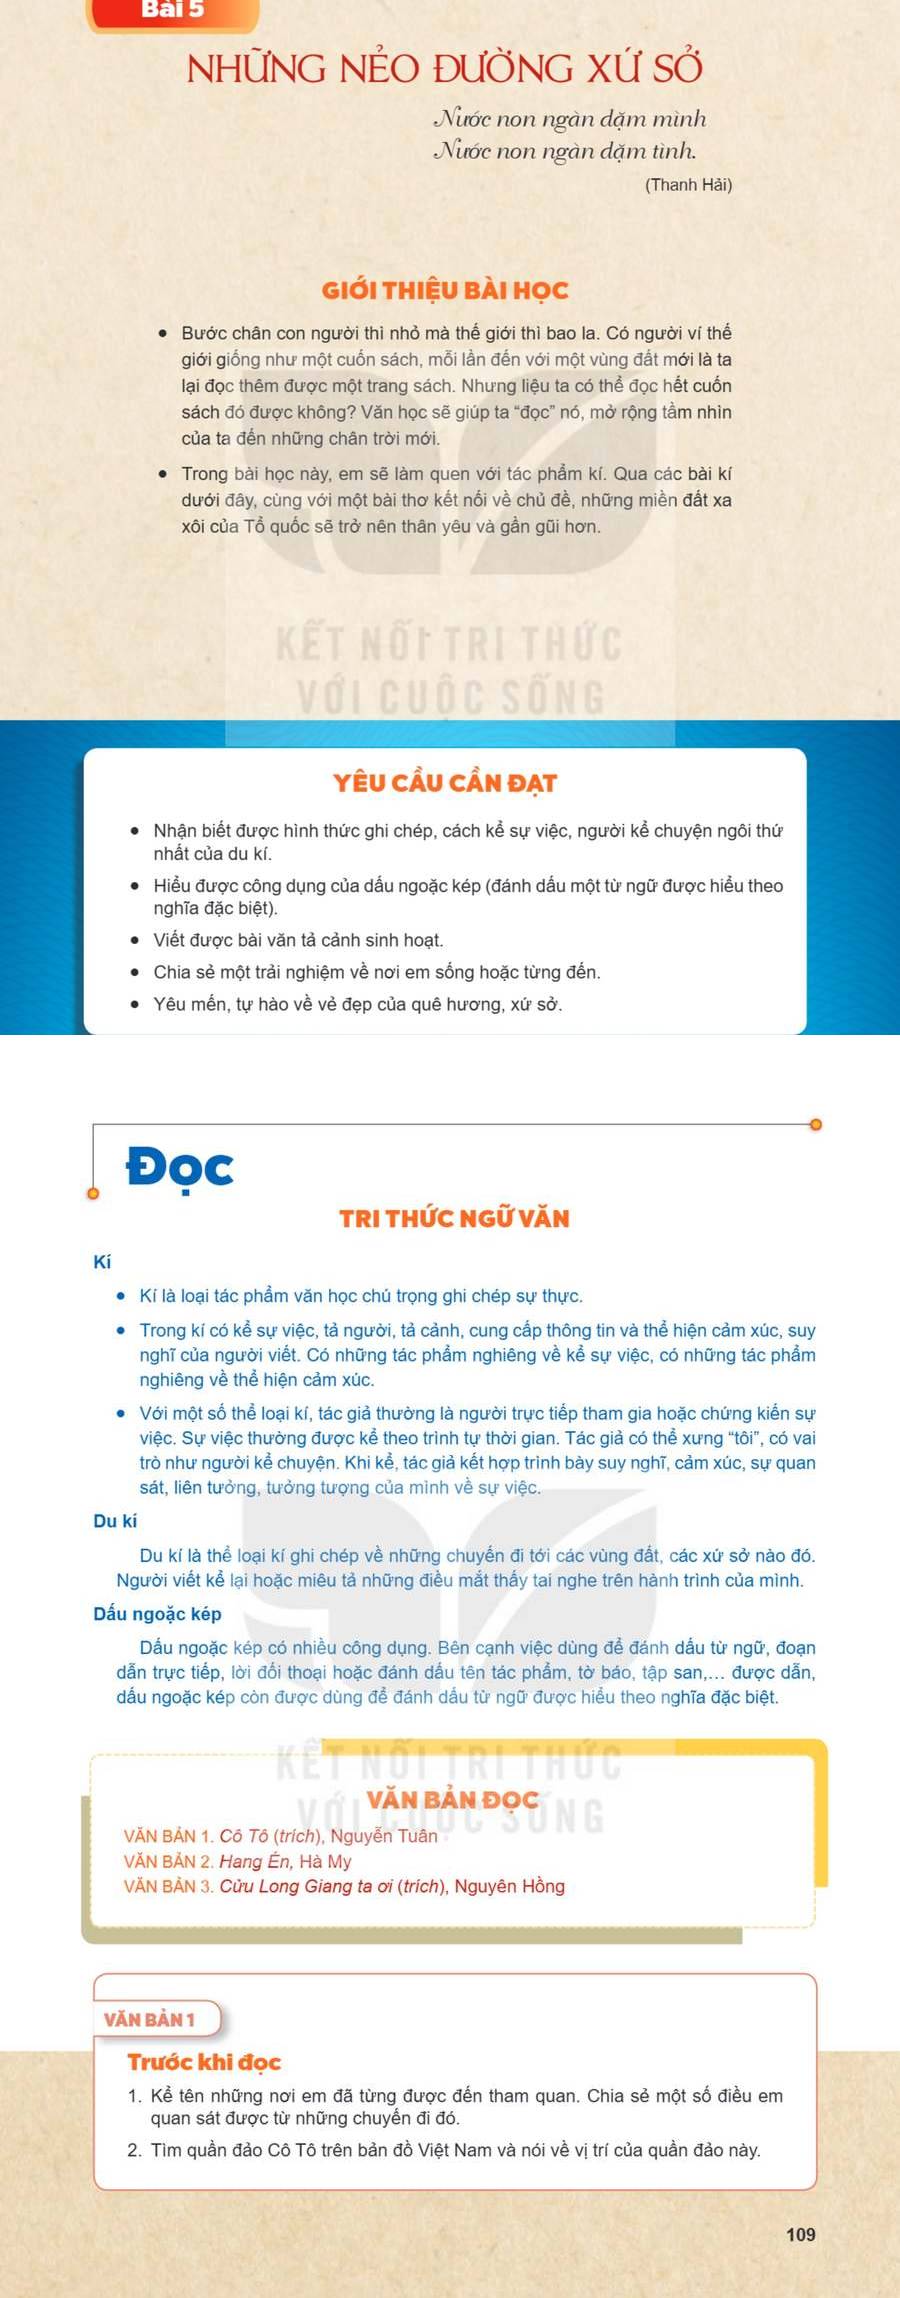 Bài 5
NHỮNG NẺO ĐƯỜNG XỨ SỞ
Nước non ngàn dặm mình
Nước non ngàn dặm tình.
(Thanh Hải)
GIỚI THIỆU BÀI HỌC
• Bước chân con người thì nhỏ mà thế giới thì bao la. Có người ví thế
giới giống như một cuốn sách, mỗi lần đến với một vùng đất mới là ta
lại đọc thêm được một trang sách. Nhưng liệu ta có thể đọc hết cuốn
sách đó được không? Văn học sẽ giúp ta “đọc” nó, mở rộng tầm nhìn
của ta đến những chân trời mới.
• Trong bài học này, em sẽ làm quen với tác phẩm kí. Qua các bài kí
dưới đây, cùng với một bài thơ kết nối về chủ đề, những miền đất xa
xôi của Tổ quốc sẽ trở nên thân yêu và gần gũi hơn.
KẾT NỐI TRI THỨC
VỚI CUỘC SỐNG
YÊU CẦU CẦN ĐẠT
• Nhận biết được hình thức ghi chép, cách kể sự việc, người kể chuyện ngôi thứ
nhất của du kí.
• Hiểu được công dụng của dấu ngoặc kép (đánh dấu một từ ngữ được hiểu theo
nghĩa đặc biệt).
• Viết được bài văn tả cảnh sinh hoạt.
• Chia sẻ một trải nghiệm về nơi em sống hoặc từng đến.
• Yêu mến, tự hào về vẻ đẹp của quê hương, xứ sở.
Đọc
TRI THỨC NGỮ VĂN
Kí
• Kí là loại tác phẩm văn học chú trọng ghi chép sự thực.
• Trong kí có kể sự việc, tả người, tả cảnh, cung cấp thông tin và thể hiện cảm xúc, suy
nghĩ của người viết. Có những tác phẩm nghiêng về kể sự việc, có những tác phẩm
nghiêng về thể hiện cảm xúc.
• Với một số thể loại kí, tác giả thường là người trực tiếp tham gia hoặc chứng kiến sự
việc. Sự việc thường được kể theo trình tự thời gian. Tác giả có thể xưng “tôi”, có vai
trò như người kể chuyện. Khi kể, tác giả kết hợp trình bày suy nghĩ, cảm xúc, sự quan
sát, liên tưởng, tưởng tượng của mình về sự việc.
Du kí
Du kí là thể loại kí ghi chép về những chuyến đi tới các vùng đất, các xứ sở nào đó.
Người viết kể lại hoặc miêu tả những điều mắt thấy tai nghe trên hành trình của mình.
Dấu ngoặc kép
Dấu ngoặc kép có nhiều công dụng. Bên cạnh việc dùng để đánh dấu từ ngữ, đoạn
dẫn trực tiếp, lời đối thoại hoặc đánh dấu tên tác phẩm, tờ báo, tập san,... được dẫn,
dấu ngoặc kép còn được dùng để đánh dấu từ ngữ được hiểu theo nghĩa đặc biệt.
KẾT NỐI TRI THỨC
VỚI CUỘC SỐNG
VĂN BẢN ĐỌC
VĂN BẢN 1. Cô Tô (trích), Nguyễn Tuân
VĂN BẢN 2. Hang Én, Hà My
VĂN BẢN 3. Cửu Long Giang ta ơi (trích), Nguyên Hồng
VĂN BẢN 1
Trước khi đọc
1. Kể tên những nơi em đã từng được đến tham quan. Chia sẻ một số điều em
quan sát được từ những chuyến đi đó.
2. Tìm quần đảo Cô Tô trên bản đồ Việt Nam và nói về vị trí của quần đảo này.
109